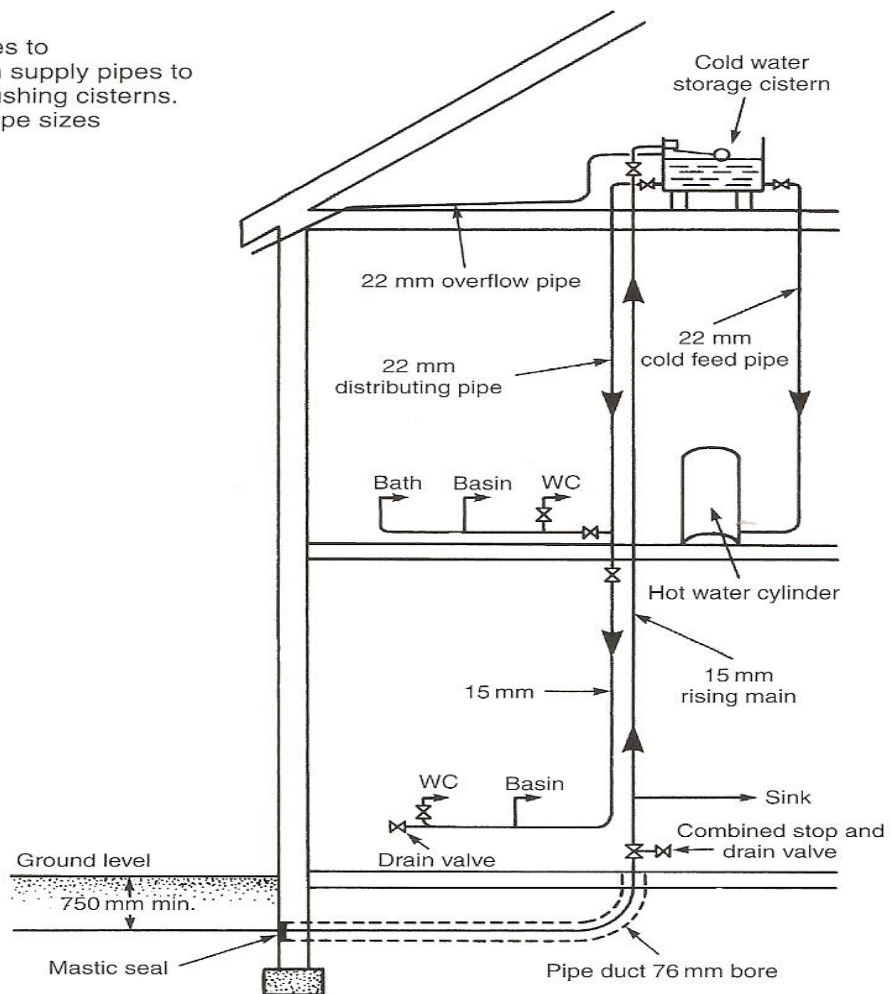 es to
supply pipes to
shing cisterns.
pe sizes
Cold water
storage cistern
22 mm overflow pipe
22 mm
cold feed pipe
22 mm
distributing pipe
Bath
Basin
WC
Hot water cylinder
15 mm
rising main
15 mm
WC
Basin
Sink
Combined stop and
drain valve
Drain valve
Ground level
750 mm min.
Mastic seal
Pipe duct 76 mm bore